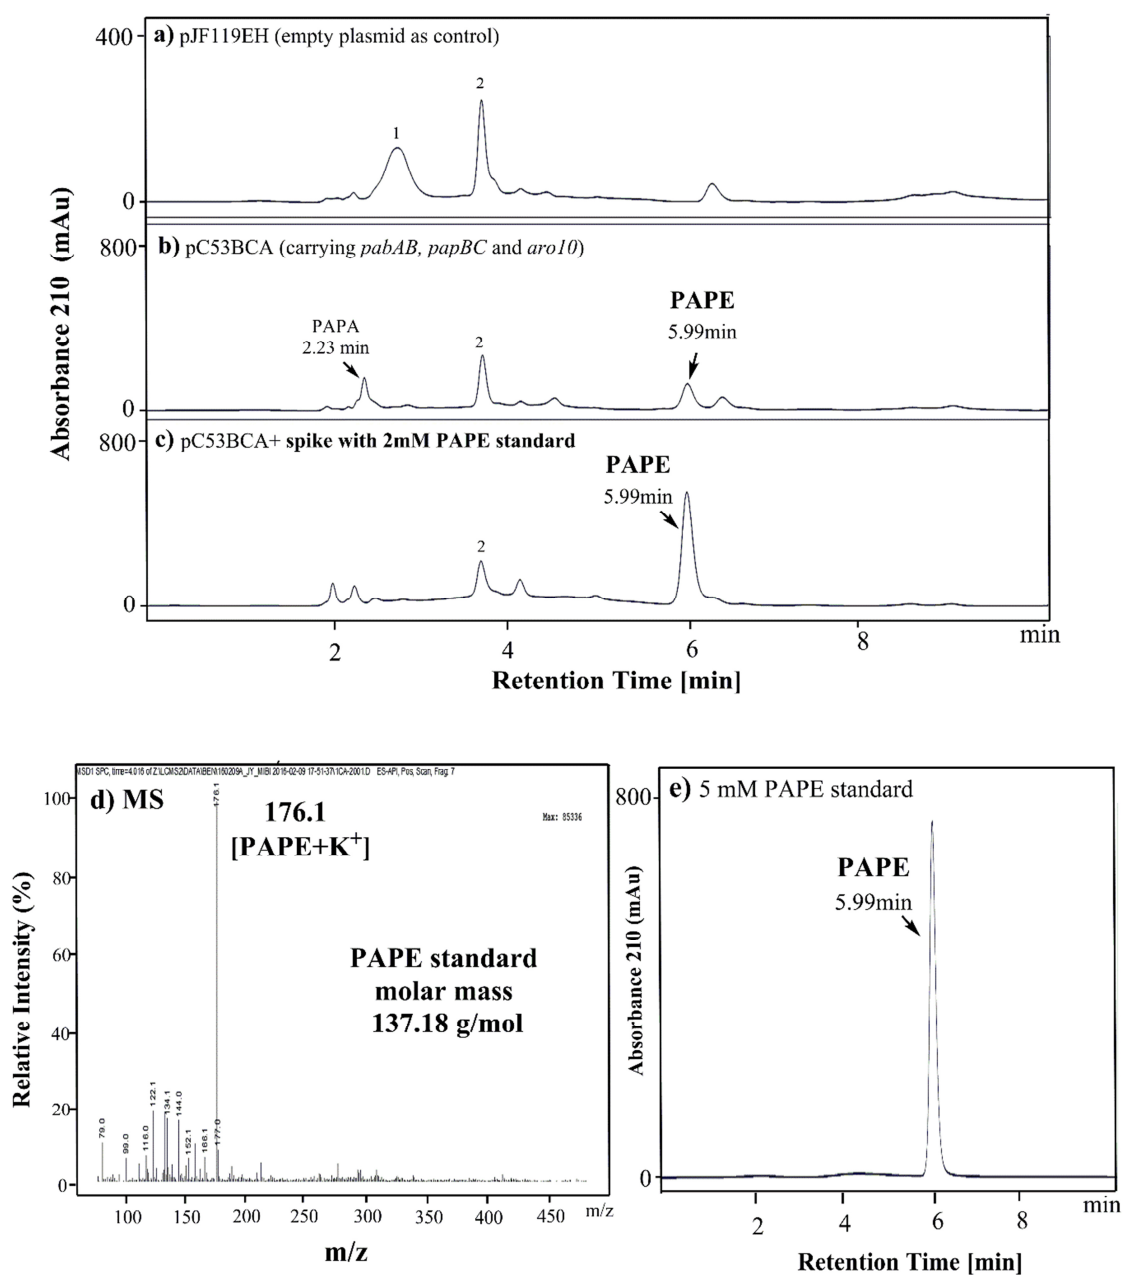 a) pJF119EH (empty plasmid as control)
400
1
2
0
b) pC53BCA (carrying pabAB, papBC and aro10)
800
PAPA
2.23 min
2
PAPE
5.99min
0
c) pC53BCA+ spike with 2mM PAPE standard
800
PAPE
5.99min
2
0
Absorbance 210 (mAu)
2 4 6 8 min
Retention Time [min]
d) MS
176.1
[PAPE+K+]
Max: 85336
PAPE standard
molar mass
137.18 g/mol
176.1
79.0
99.0
116.0
122.1
134.1
144.0
152.1
166.1
177.0
100
80
60
40
20
0
Relative Intensity (%)
100 150 200 250 300 350 400 450 m/z
m/z
e) 5 mM PAPE standard
800
PAPE
5.99min
0
Absorbance 210 (mAu)
2 4 6 8 min
Retention Time [min]